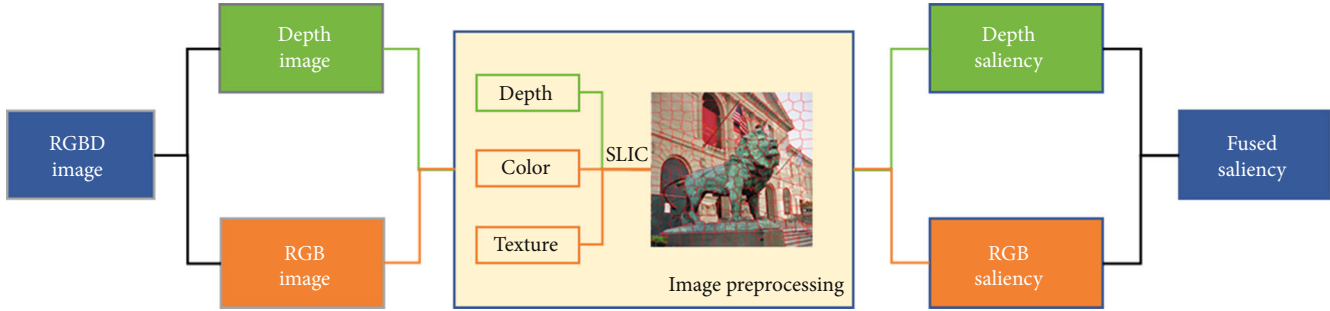 RGBD
image
Depth
image
RGB
image
Depth
Color
Texture
SLIC
Image preprocessing
Depth
saliency
RGB
saliency
Fused
saliency